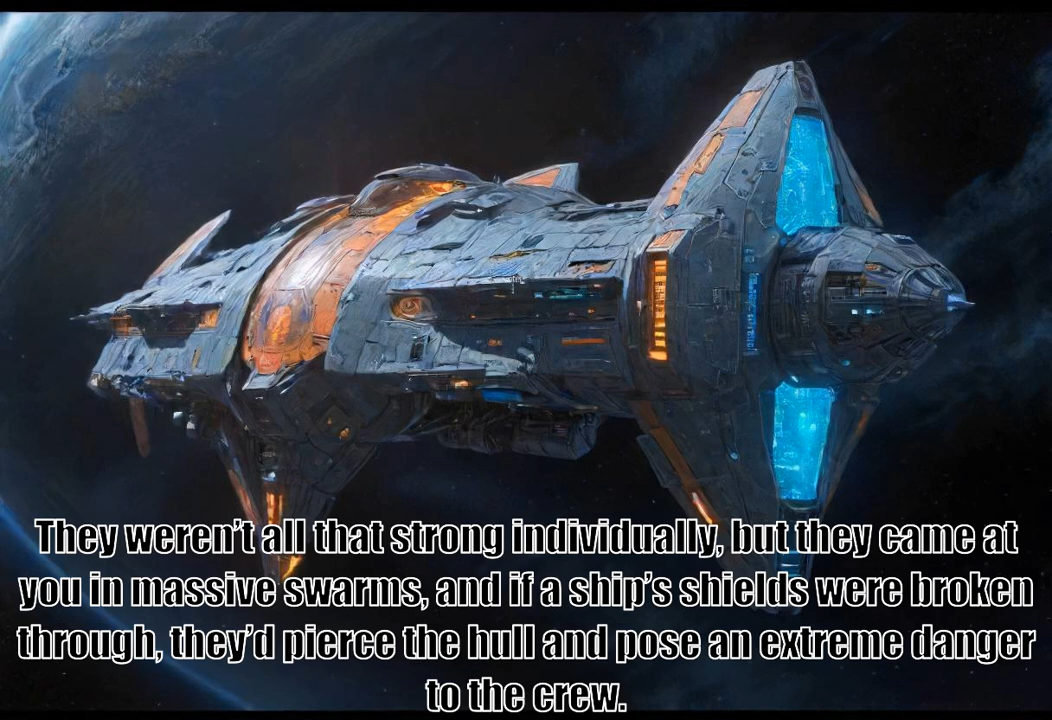 They weren’t all that strong individually, but they came at
you in massive swarms, and if a ship’s shields were broken
through, they’d pierce the hull and pose an extreme danger
to the crew.